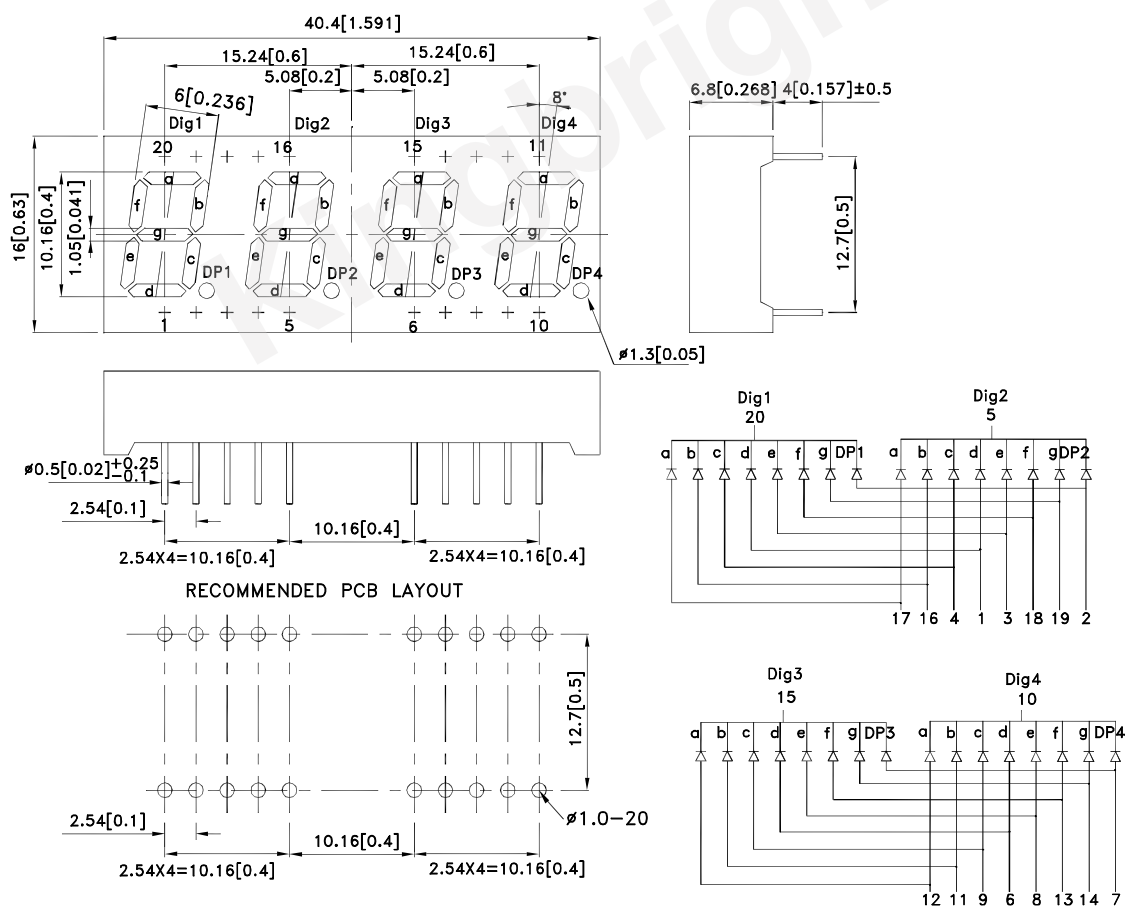 40.4[1.591]
15.24[0.6] 15.24[0.6]
5.08[0.2] 5.08[0.2]
6[0.236] 8°
Dig1 Dig2 Dig3 Dig4
20 16 15 11
a a a a
f b f b f b f b
g g g g
e c e c e c e c
DP1 DP2 DP3 DP4
d d d d
1 5 6 10
16[0.63]
10.16[0.4]
1.05[0.041]
ø1.3[0.05]
6.8[0.268] 4[0.157]±0.5
12.7[0.5]
Kingbright
ø0.5[0.02]+0.25
-0.1
2.54[0.1]
10.16[0.4]
2.54X4=10.16[0.4] 2.54X4=10.16[0.4]
RECOMMENDED PCB LAYOUT
12.7[0.5]
ø1.0-20
2.54[0.1]
10.16[0.4]
2.54X4=10.16[0.4] 2.54X4=10.16[0.4]
Dig1 Dig2
20 5
a b c d e f g DP1 a b c d e f g DP2
17 16 4 1 3 18 19 2
Dig3 Dig4
15 10
a b c d e f g DP3 a b c d e f g DP4
12 11 9 6 8 13 14 7